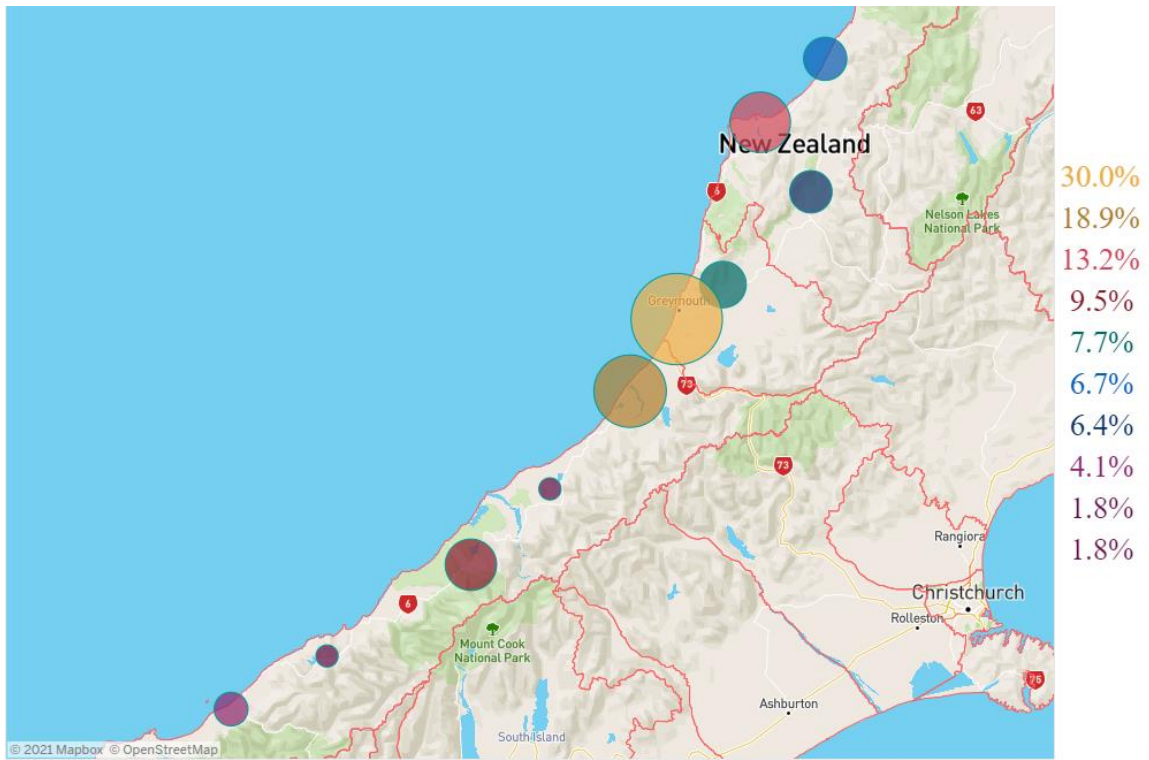 63
New Zealand
6
Nelson Lakes
National Park
Greymouth
73
73
Rangiora
Christchurch
Rolleston
6
Mount Cook
National Park
75
Ashburton
South Island
© 2021 Mapbox © OpenStreetMap
30.0%
18.9%
13.2%
9.5%
7.7%
6.7%
6.4%
4.1%
1.8%
1.8%